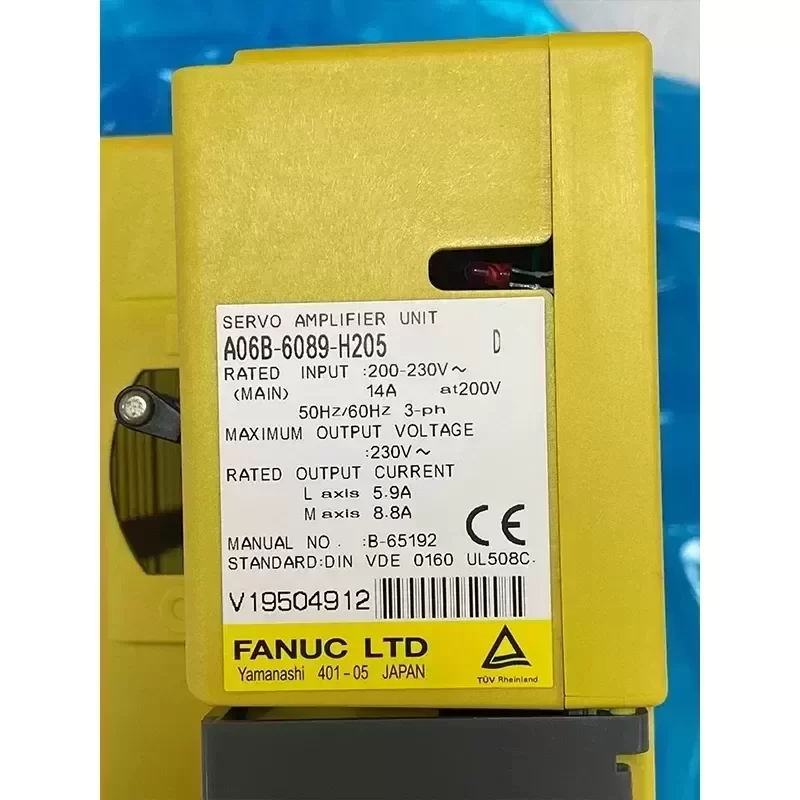 SERVO AMPLIFIER UNIT
A06B-6089-H205 D
RATED INPUT :200-230V~
(MAIN) 14A at200V
50Hz/60Hz 3-ph
MAXIMUM OUTPUT VOLTAGE
:230V~
RATED OUTPUT CURRENT
L axis 5.9A
M axis 8.8A
MANUAL NO. :B-65192
CE
STANDARD:DIN VDE 0160 UL508C.
V19504912
FANUC LTD
Yamanashi 401-05 JAPAN
TÜV Rheinland